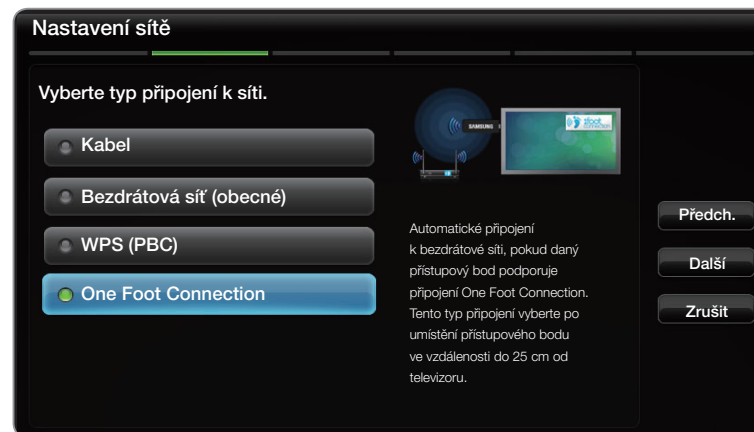 Nastavení sítě
Vyberte typ připojení k síti.
Kabel
Bezdrátová síť (obecné)
WPS (PBC)
One Foot Connection
SAMSUNG
Automatické připojení
k bezdrátové síti, pokud daný
přístupový bod podporuje
připojení One Foot Connection.
Tento typ připojení vyberte po
umístění přístupového bodu
ve vzdálenosti do 25 cm od
televizoru.
Předch.
Další
Zrušit